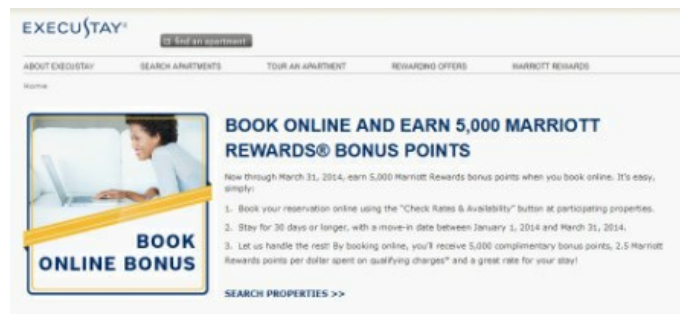 EXECUSTAY®
find an apartment
ABOUT EXECUSTAY SEARCH APARTMENTS TOUR AN APARTMENT REWARDING OFFERS MARRIOTT REWARDS
Home
BOOK ONLINE AND EARN 5,000 MARRIOTT
REWARDS® BONUS POINTS
Now through March 31, 2014, earn 5,000 Marriott Rewards bonus points when you book online. It's easy,
simply:
1. Book your reservation online using the "Check Rates & Availability" button at participating properties.
2. Stay for 30 days or longer, with a move-in date between January 1, 2014 and March 31, 2014.
3. Let us handle the rest! By booking online, you'll receive 5,000 complimentary bonus points, 2.5 Marriott
Rewards points per dollar spent on qualifying charges* and a great rate for your stay!
SEARCH PROPERTIES >>
BOOK
ONLINE BONUS